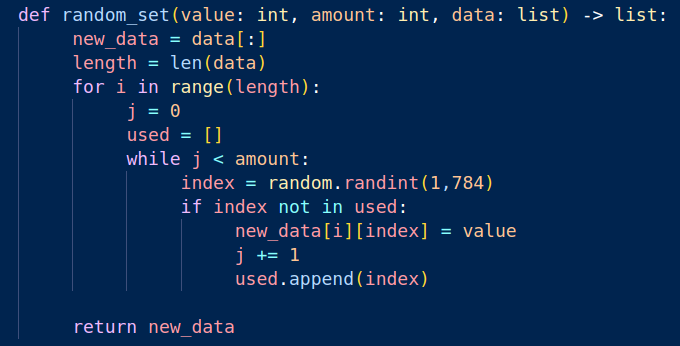 def random_set(value: int, amount: int, data: list) -> list:
    new_data = data[:]
    length = len(data)
    for i in range(length):
        j = 0
        used = []
        while j < amount:
            index = random.randint(1,784)
            if index not in used:
                new_data[i][index] = value
                j += 1
                used.append(index)
    return new_data